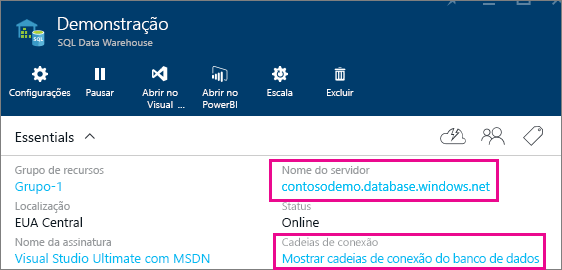 Demonstração
SQL Data Warehouse
Configurações
Pausar
Abrir no
Visual ...
Abrir no
PowerBI
Escala
Excluir
Essentials
Grupo de recursos
Grupo-1
Nome do servidor
contosodemo.database.windows.net
Localização
EUA Central
Status
Online
Nome da assinatura
Visual Studio Ultimate com MSDN
Cadeias de conexão
Mostrar cadeias de conexão do banco de dados